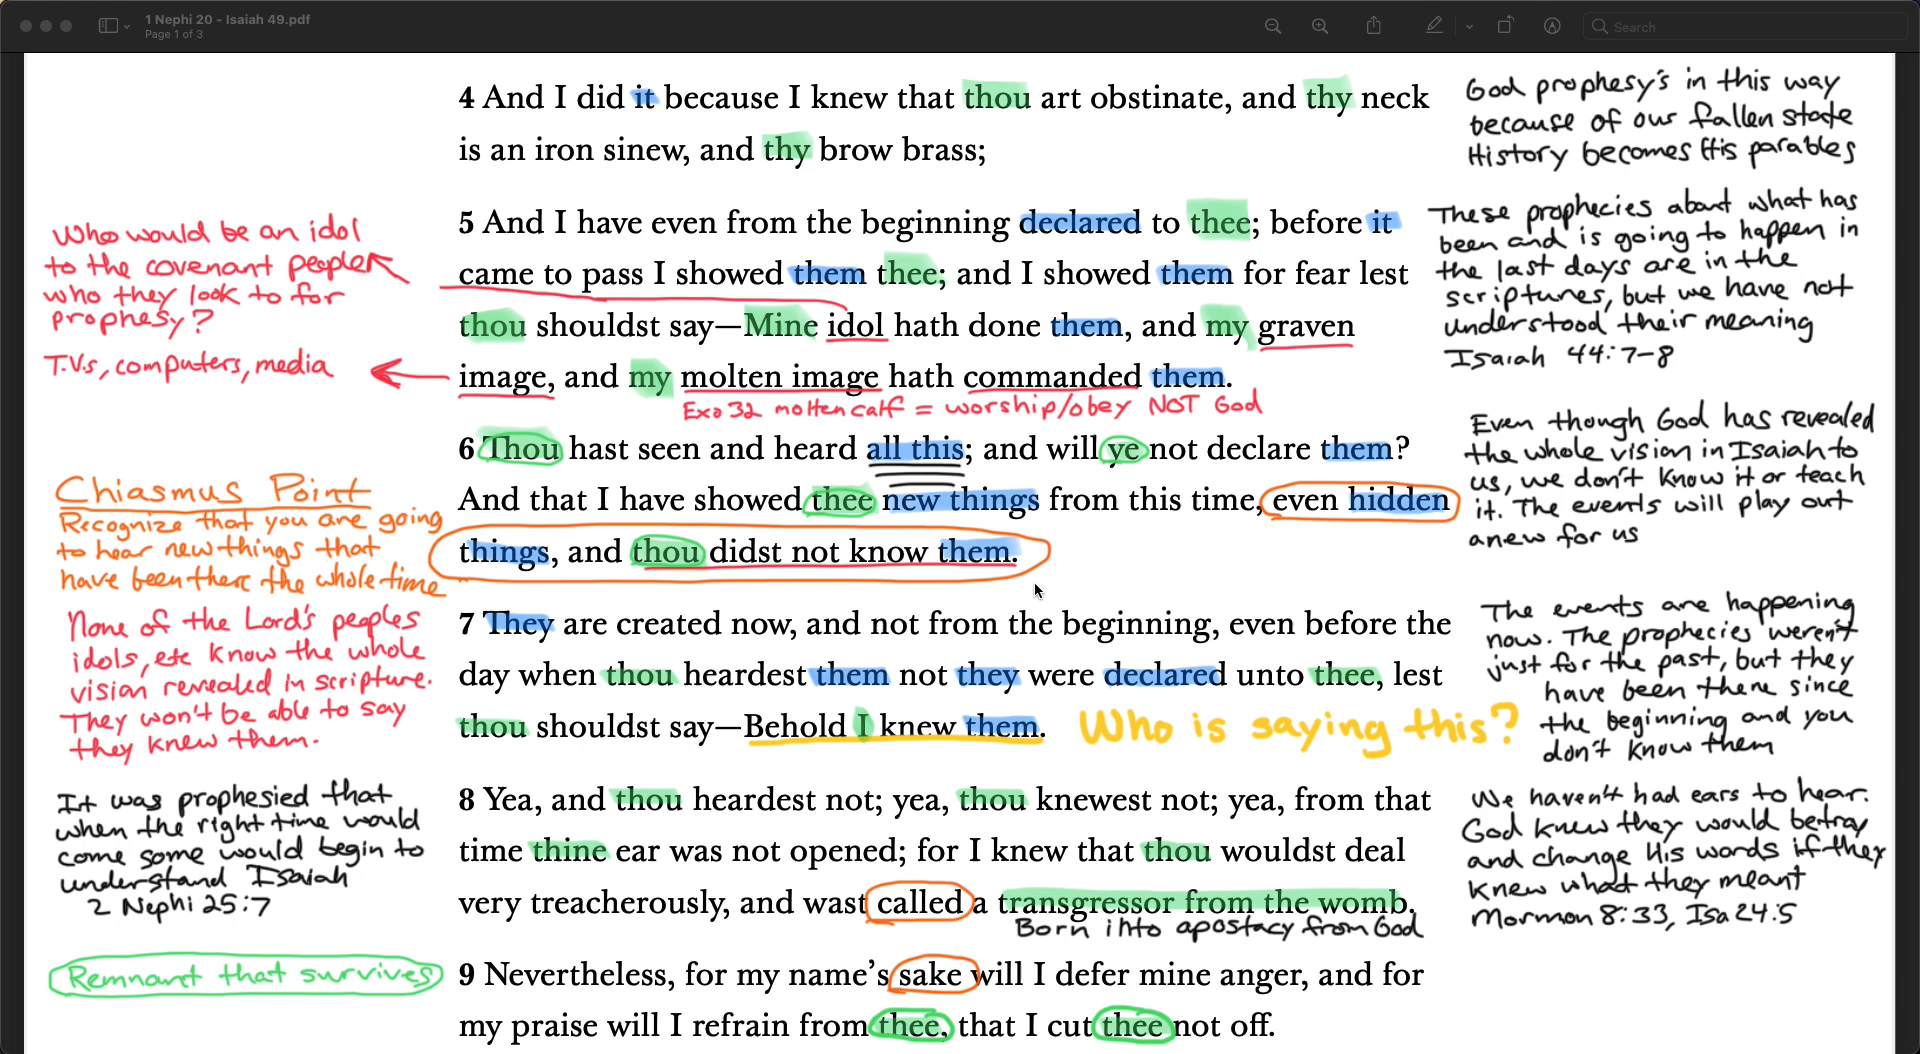 1 Nephi 20 - Isaiah 49.pdf
Page 1 of 3
Search
4 And I did it because I knew that thou art obstinate, and thy neck
is an iron sinew, and thy brow brass;
5 And I have even from the beginning declared to thee; before it
came to pass I showed them thee; and I showed them for fear lest
thou shouldst say—Mine idol hath done them, and my graven
image, and my molten image hath commanded them.
Exo 32 molten calf = worship/obey NOT God
6 Thou hast seen and heard all this; and will ye not declare them?
And that I have showed thee new things from this time, even hidden
things, and thou didst not know them.
7 They are created now, and not from the beginning, even before the
day when thou heardest them not they were declared unto thee, lest
thou shouldst say—Behold I knew them.
Who is saying this?
8 Yea, and thou heardest not; yea, thou knewest not; yea, from that
time thine ear was not opened; for I knew that thou wouldst deal
very treacherously, and wast called a transgressor from the womb.
Born into apostacy from God
9 Nevertheless, for my name's sake will I defer mine anger, and for
my praise will I refrain from thee, that I cut thee not off.
Who would be an idol
to the covenant people
who they look to for
prophesy?
T.V.s, computers, media
Chiasmus Point
Recognize that you are going
to hear new things that
have been there the whole time
None of the Lord's peoples
idols, etc know the whole
vision revealed in scripture.
They won't be able to say
they knew them.
It was prophesied that
when the right time would
come some would begin to
understand Isaiah
2 Nephi 25:7
Remnant that survives
God prophesy's in this way
because of our fallen state
History becomes His parables
These prophecies about what has
been and is going to happen in
the last days are in the
scriptures, but we have not
understood their meaning
Isaiah 44:7-8
Even though God has revealed
the whole vision in Isaiah to
us, we don't know it or teach
it. The events will play out
anew for us
The events are happening
now. The prophecies weren't
just for the past, but they
have been there since
the beginning and you
don't know them
We haven't had ears to hear.
God knew they would betray
and change His words if they
knew what they meant
Mormon 8:33, Isa 24:5